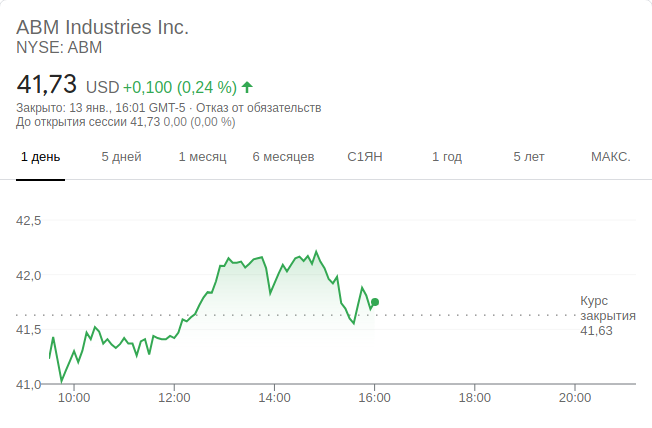 ABM Industries Inc.
NYSE: ABM
41,73 USD +0,100 (0,24 %)
Закрыто: 13 янв., 16:01 GMT-5 · Отказ от обязательств
До открытия сессии 41,73 0,00 (0,00 %)
1 день 5 дней 1 месяц 6 месяцев С1ЯН 1 год 5 лет МАКС.
42,5
42,0
Курс
закрытия
41,5
41,63
41,0
10:00 12:00 14:00 16:00 18:00 20:00